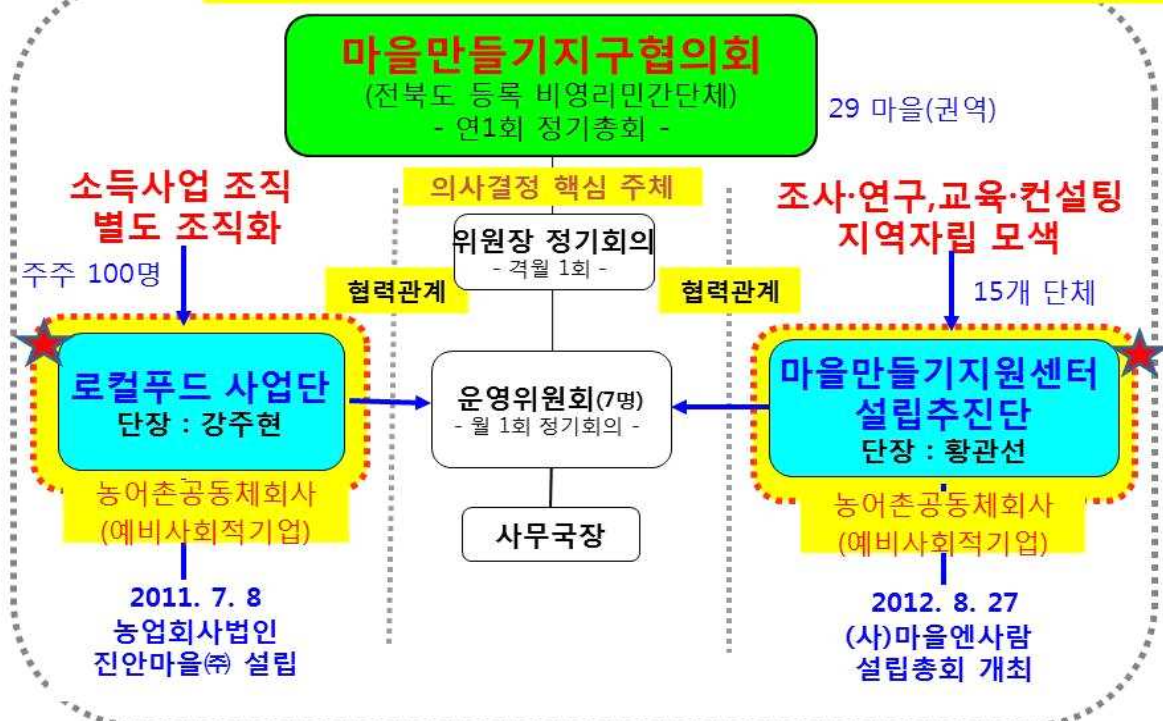 마을만들기지구협의회
(전북도 등록 비영리민간단체)
- 연1회 정기총회 -
29 마을(권역)
소득사업 조직
별도 조직화
의사결정 핵심 주체
조사·연구,교육·컨설팅
지역자립 모색
주주 100명
위원장 정기회의
- 격월 1회 -
협력관계
협력관계
15개 단체
로컬푸드 사업단
단장 : 강주현
운영위원회(7명)
- 월 1회 정기회의 -
마을만들기지원센터
설립추진단
단장 : 황관선
농어촌공동체회사
(예비사회적기업)
사무국장
농어촌공동체회사
(예비사회적기업)
2011. 7. 8
농업회사법인
진안마을㈜ 설립
2012. 8. 27
(사)마을엔사람
설립총회 개최